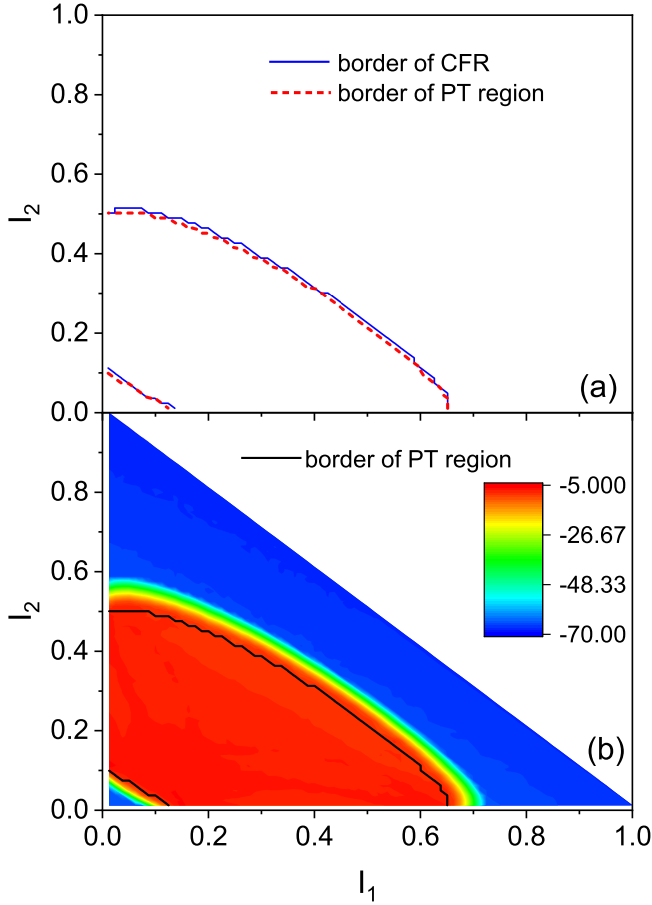 1.0
0.8
0.6
0.4
0.2
0.0
I2
border of CFR
border of PT region
(a)
0.8
0.6
0.4
0.2
0.0
I2
border of PT region
-5.000
-26.67
-48.33
-70.00
(b)
0.0 0.2 0.4 0.6 0.8 1.0
I1